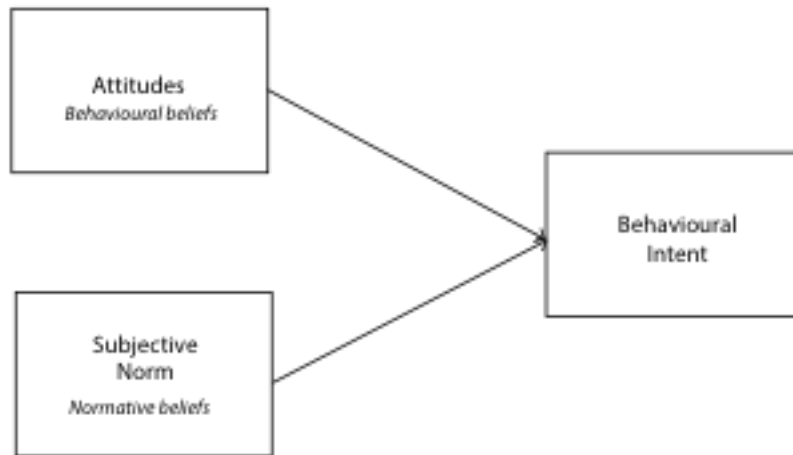 Attitudes
Behavioural beliefs
Behavioural
Intent
Subjective
Norm
Normative beliefs